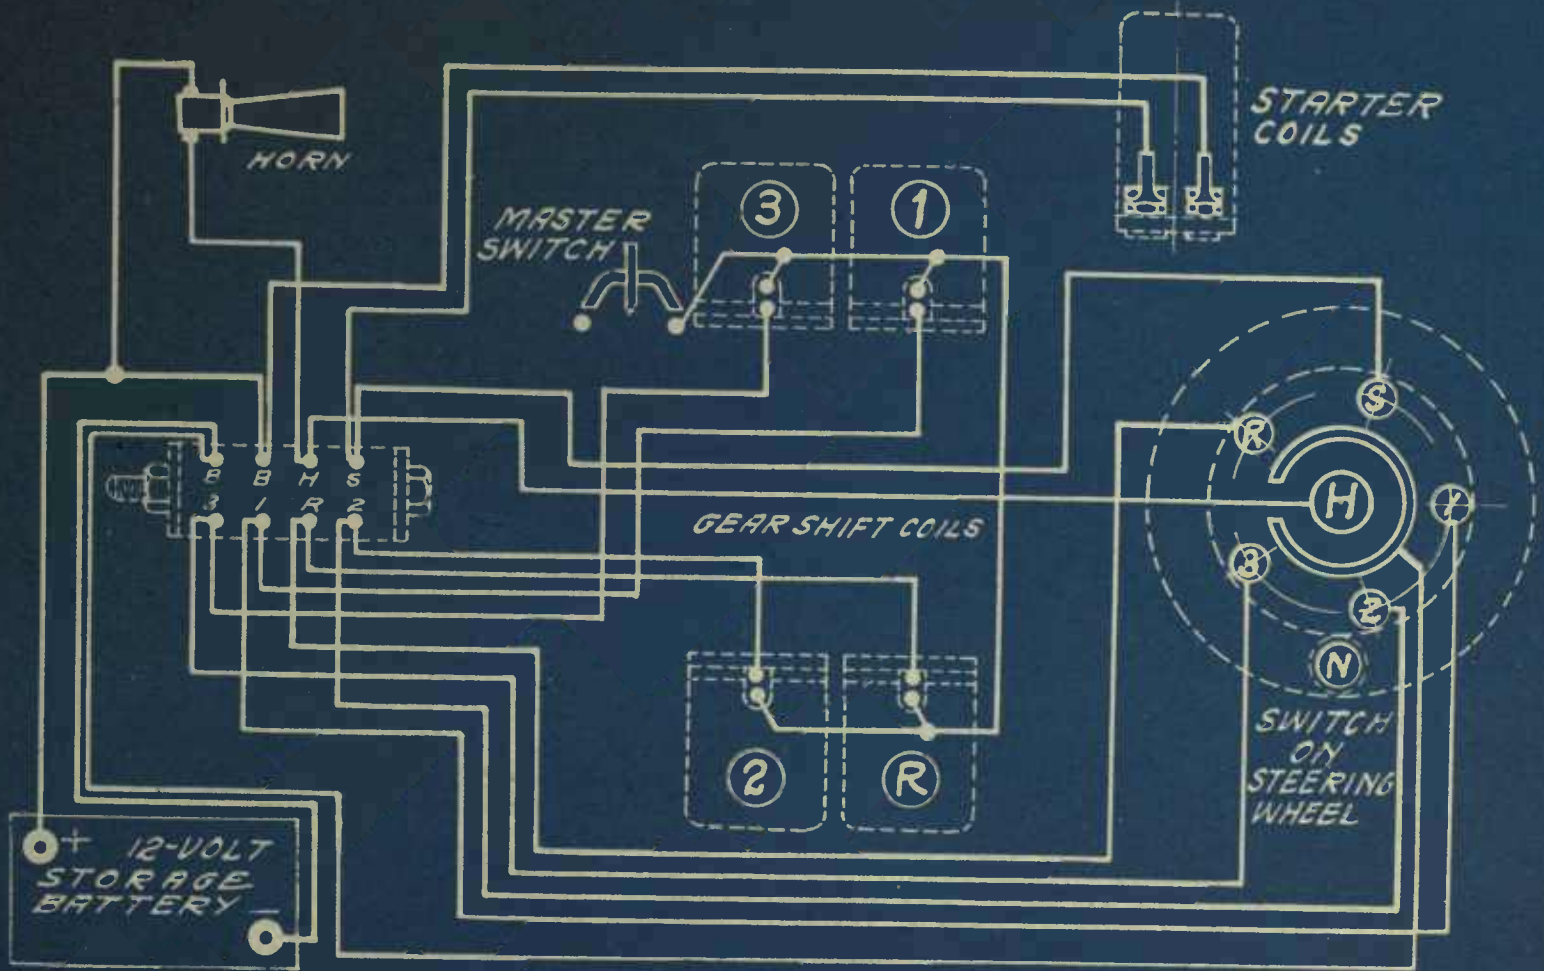 HORN
STARTER
COILS
MASTER
SWITCH
3
1
S
R
B B H S
3 1 R 2
H
1
GEAR SHIFT COILS
3
2
N
SWITCH
ON
STEERING
WHEEL
2
R
+
12-VOLT
STORAGE
BATTERY -